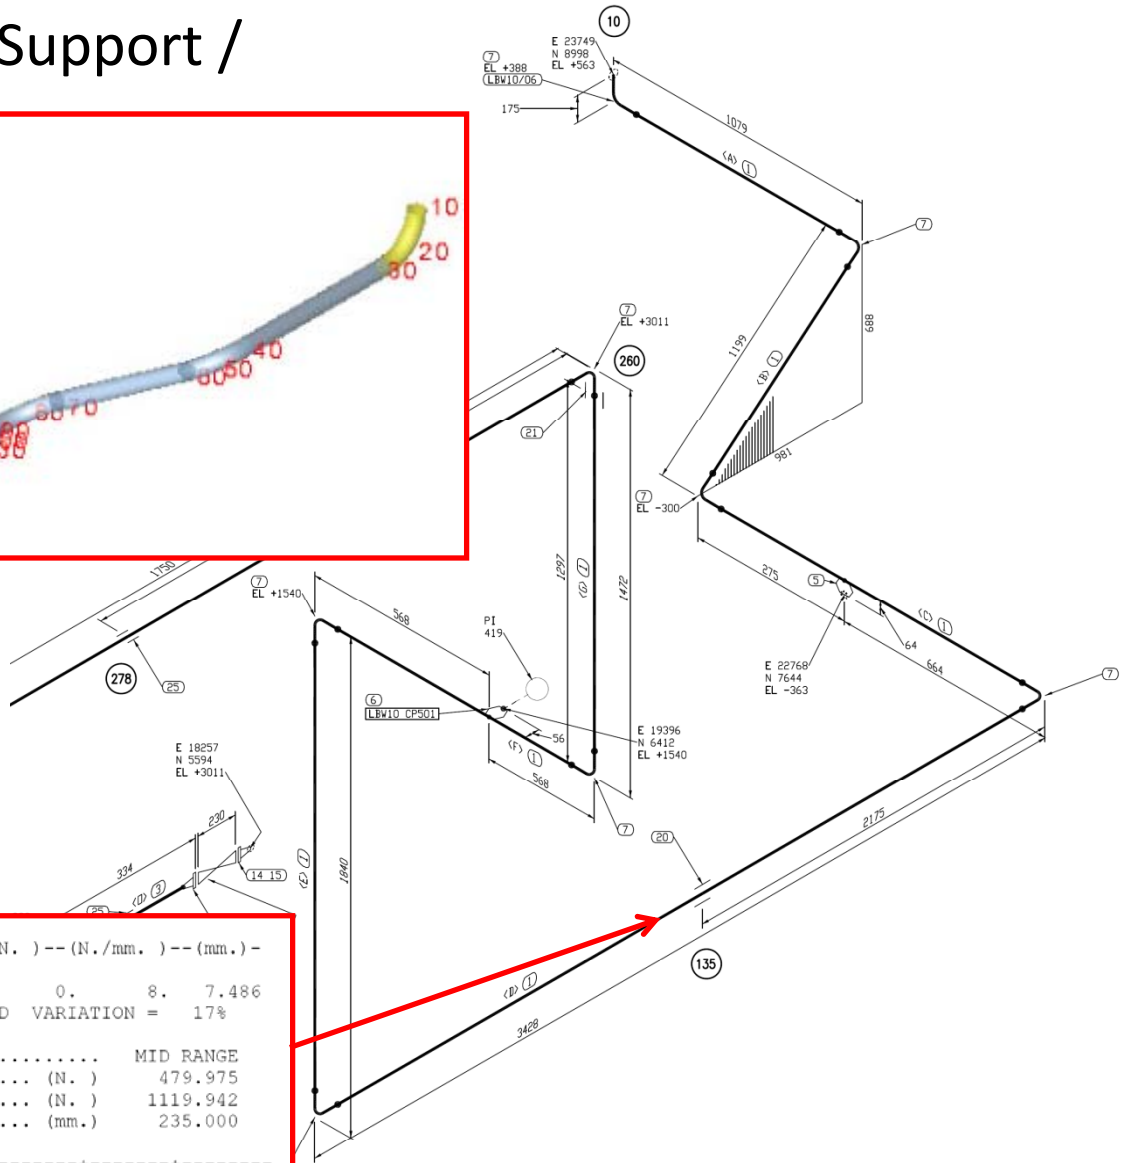 Support /
10
E 23749
N 8998
EL +563
7
EL +388
LBW10/06
175
1079
<A> 1
7
10
20
30
40
50
60
70
80
1199
688
<B> 1
981
7
EL +3011
260
21
7
EL -300
1297
<G> 1
1472
1750
7
EL +1540
568
275
5
<C> 1
64
664
E 22768
N 7644
EL -363
7
PI
419
278
25
6
LBW10 CP501
56
<F> 1
568
E 19396
N 6412
EL +1540
7
E 18257
N 5594
EL +3011
230
334
14 15
<D> 3
25
<E> 1
1840
20
2175
135
<D> 1
3428
N. )--(N./mm. )--(mm.)-
0. 8. 7.486
D VARIATION = 17%
......... MID RANGE
... (N. ) 479.975
... (N. ) 1119.942
... (mm.) 235.000